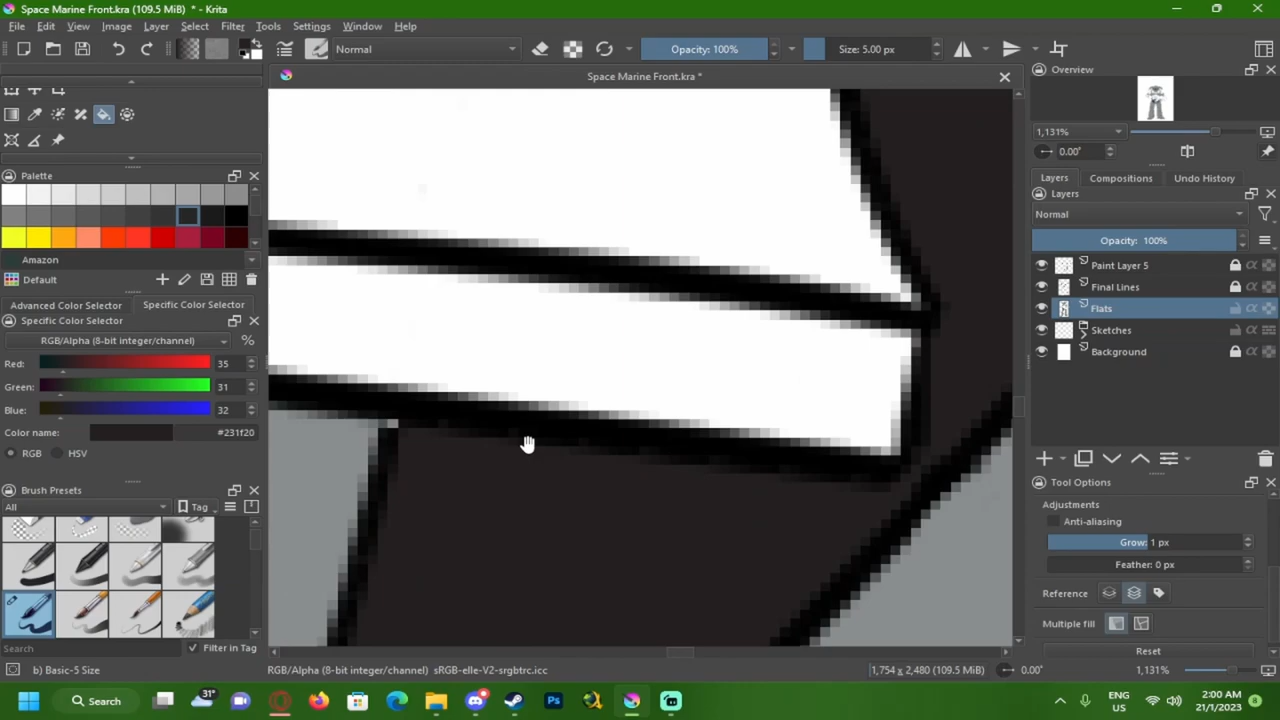 Space Marine Front.kra (109.5 MiB) * - Krita
File Edit View Image Layer Select Filter Tools Settings Window Help
Normal Opacity: 100% Size: 5.00 px
Space Marine Front.kra *
Overview
1,131%
0.00°
Palette
Amazon
Default
Advanced Color Selector Specific Color Selector
Specific Color Selector
RGB/Alpha (8-bit integer/channel) %
Red: 35
Green: 31
Blue: 32
Color name: #231f20
RGB HSV
Brush Presets
All Tag
Search Filter in Tag
b) Basic-5 Size
RGB/Alpha (8-bit integer/channel) sRGB-elle-V2-srgbtrc.icc
1,754 x 2,480 (109.5 MiB) 0.00° 1,131%
Layers Compositions Undo History
Layers
Normal
Opacity: 100%
Paint Layer 5
Final Lines
Flats
Sketches
Background
Tool Options
Adjustments
Anti-aliasing
Grow: 1 px
Feather: 0 px
Reference:
Multiple fill:
Reset
Search
31°
Ps
ENG
US
2:00 AM
21/1/2023
8